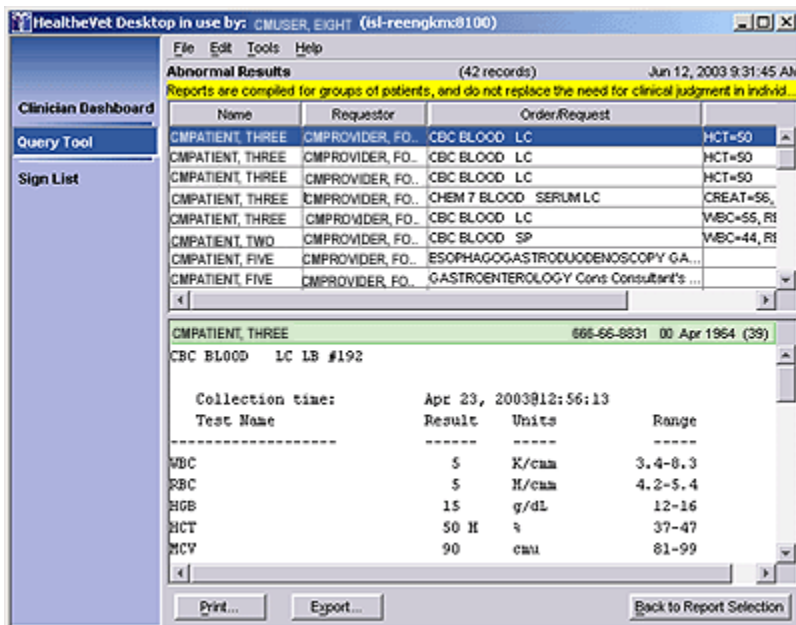 HealtheVet Desktop in use by: CMUSER, EIGHT (isl-reengkm:8100)
File Edit Tools Help
Abnormal Results (42 records) Jun 12, 2003 9:31:45 AM
Reports are compiled for groups of patients, and do not replace the need for clinical judgment in individ...
Clinician Dashboard
Query Tool
Sign List
Name Requestor Order/Request
CMPATIENT, THREE CMPROVIDER, FO... CBC BLOOD LC HCT=50
CMPATIENT, THREE CMPROVIDER, FO... CBC BLOOD LC HCT=50
CMPATIENT, THREE CMPROVIDER, FO... CBC BLOOD LC HCT=50
CMPATIENT, THREE CMPROVIDER, FO... CHEM 7 BLOOD SERUM LC CREAT=56,
CMPATIENT, THREE CMPROVIDER, FO... CBC BLOOD LC WBC=55, RE
CMPATIENT, TWO CMPROVIDER, FO... CBC BLOOD SP WBC=44, RE
CMPATIENT, FIVE CMPROVIDER, FO... ESOPHAGOGASTRODUODENOSCOPY GA...
CMPATIENT, FIVE CMPROVIDER, FO... GASTROENTEROLOGY Cons Consultant's ...
CMPATIENT, THREE 666-66-8831 00 Apr 1964 (39)
CBC BLOOD LC LB #192
Collection time: Apr 23, 2003@12:56:13
Test Name Result Units Range
------------------- ------ ----- -----
WBC 5 K/cmm 3.4-8.3
RBC 5 M/cmm 4.2-5.4
HGB 15 g/dL 12-16
HCT 50 H % 37-47
MCV 90 cmu 81-99
Print... Export... Back to Report Selection